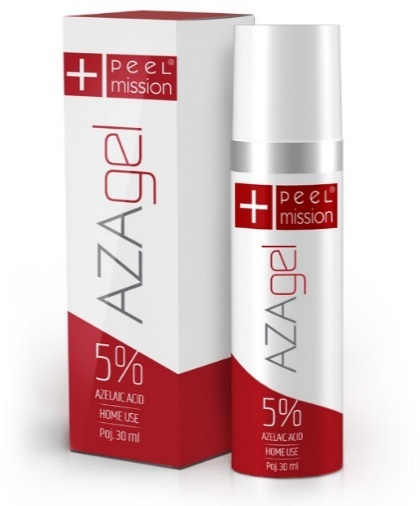 PEEL®
mission
AZAgel
5%
AZELAIC ACID
HOME USE
Poj. 30 ml
PEEL®
mission
AZAgel
5%
AZELAIC ACID
HOME USE
Poj. 30 ml